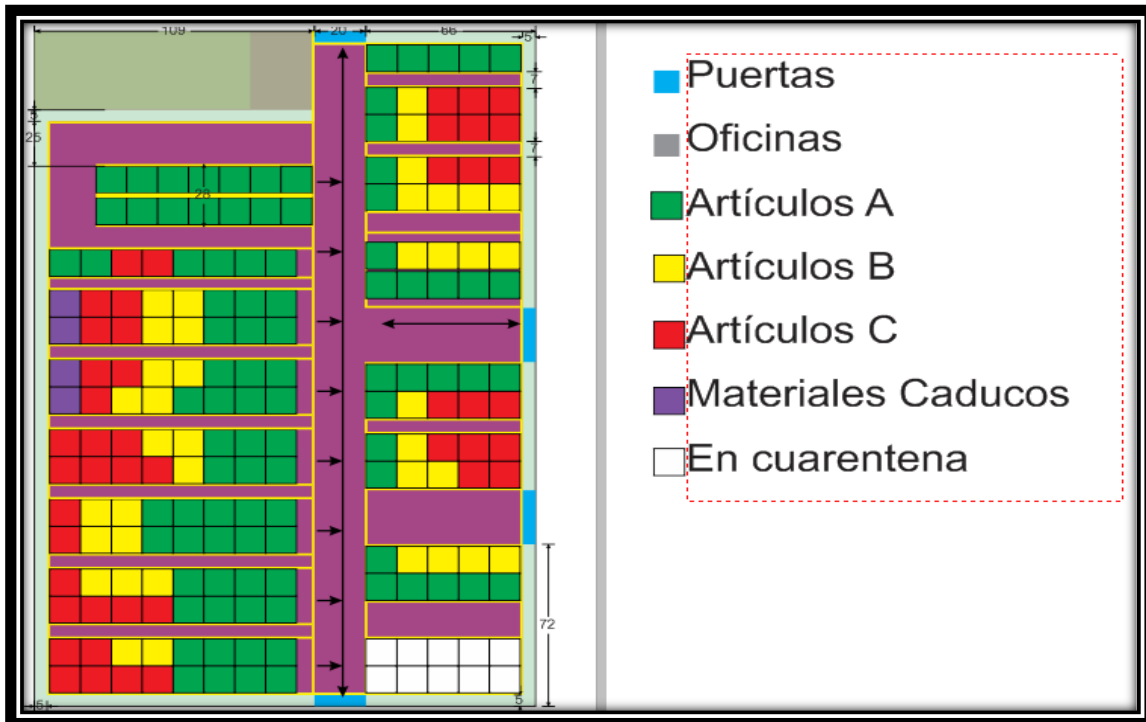 109
20
66
5
7
7
5
25
28
72
5
5
Puertas
Oficinas
Artículos A
Artículos B
Artículos C
Materiales Caducos
En cuarentena